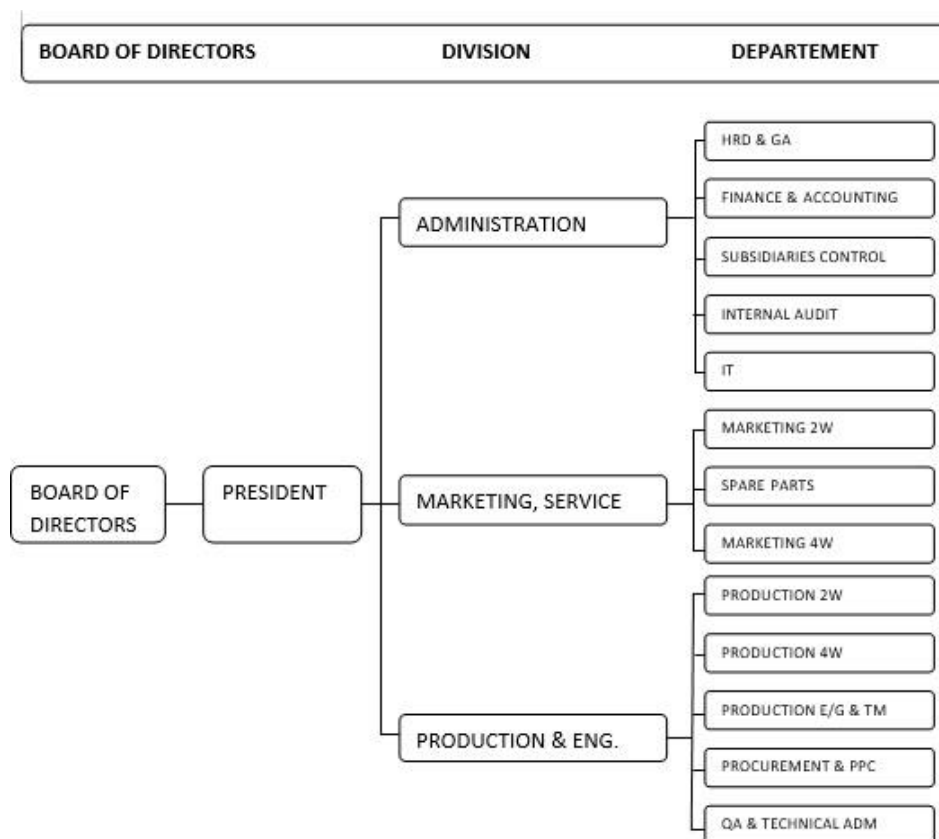 BOARD OF DIRECTORS DIVISION DEPARTEMENT
HRD & GA
FINANCE & ACCOUNTING
ADMINISTRATION
SUBSIDIARIES CONTROL
INTERNAL AUDIT
IT
MARKETING 2W
BOARD OF
DIRECTORS
PRESIDENT
MARKETING, SERVICE
SPARE PARTS
MARKETING 4W
PRODUCTION 2W
PRODUCTION 4W
PRODUCTION E/G & TM
PRODUCTION & ENG.
PROCUREMENT & PPC
QA & TECHNICAL ADM